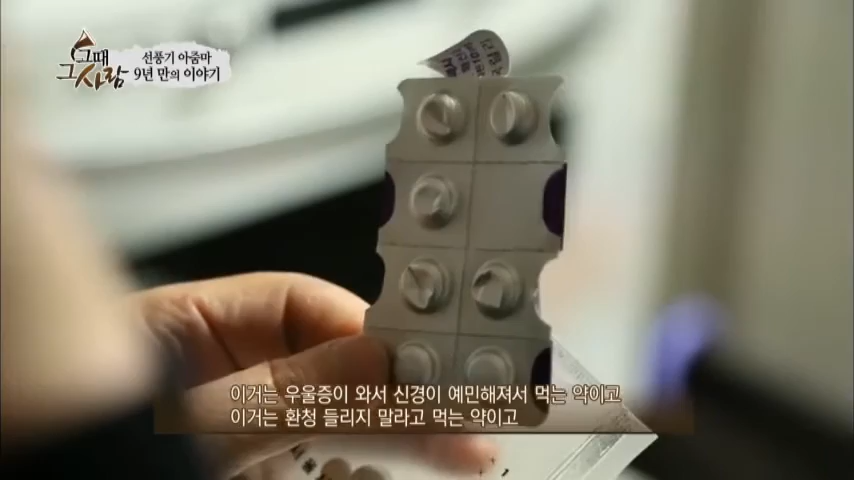 그때
그 사람
선풍기 아줌마
9년 만의 이야기
이거는 우울증이 와서 신경이 예민해져서 먹는 약이고
이거는 환청 들리지 말라고 먹는 약이고